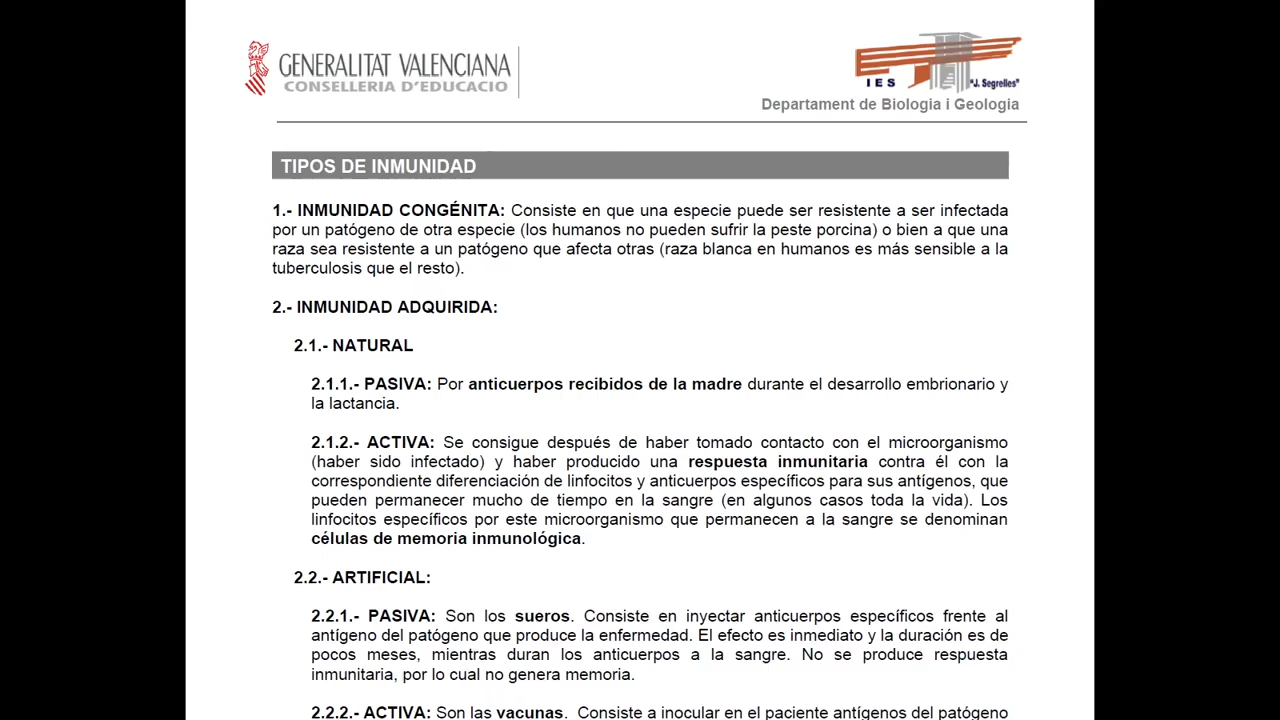 GENERALITAT VALENCIANA
CONSELLERIA D'EDUCACIO
IES "J. Segrelles"
Departament de Biologia i Geologia
TIPOS DE INMUNIDAD
1.- INMUNIDAD CONGÉNITA: Consiste en que una especie puede ser resistente a ser infectada
por un patógeno de otra especie (los humanos no pueden sufrir la peste porcina) o bien a que una
raza sea resistente a un patógeno que afecta otras (raza blanca en humanos es más sensible a la
tuberculosis que el resto).
2.- INMUNIDAD ADQUIRIDA:
2.1.- NATURAL
2.1.1.- PASIVA: Por anticuerpos recibidos de la madre durante el desarrollo embrionario y
la lactancia.
2.1.2.- ACTIVA: Se consigue después de haber tomado contacto con el microorganismo
(haber sido infectado) y haber producido una respuesta inmunitaria contra él con la
correspondiente diferenciación de linfocitos y anticuerpos específicos para sus antígenos, que
pueden permanecer mucho de tiempo en la sangre (en algunos casos toda la vida). Los
linfocitos específicos por este microorganismo que permanecen a la sangre se denominan
células de memoria inmunológica.
2.2.- ARTIFICIAL:
2.2.1.- PASIVA: Son los sueros. Consiste en inyectar anticuerpos específicos frente al
antígeno del patógeno que produce la enfermedad. El efecto es inmediato y la duración es de
pocos meses, mientras duran los anticuerpos a la sangre. No se produce respuesta
inmunitaria, por lo cual no genera memoria.
2.2.2.- ACTIVA: Son las vacunas. Consiste a inocular en el paciente antígenos del patógeno